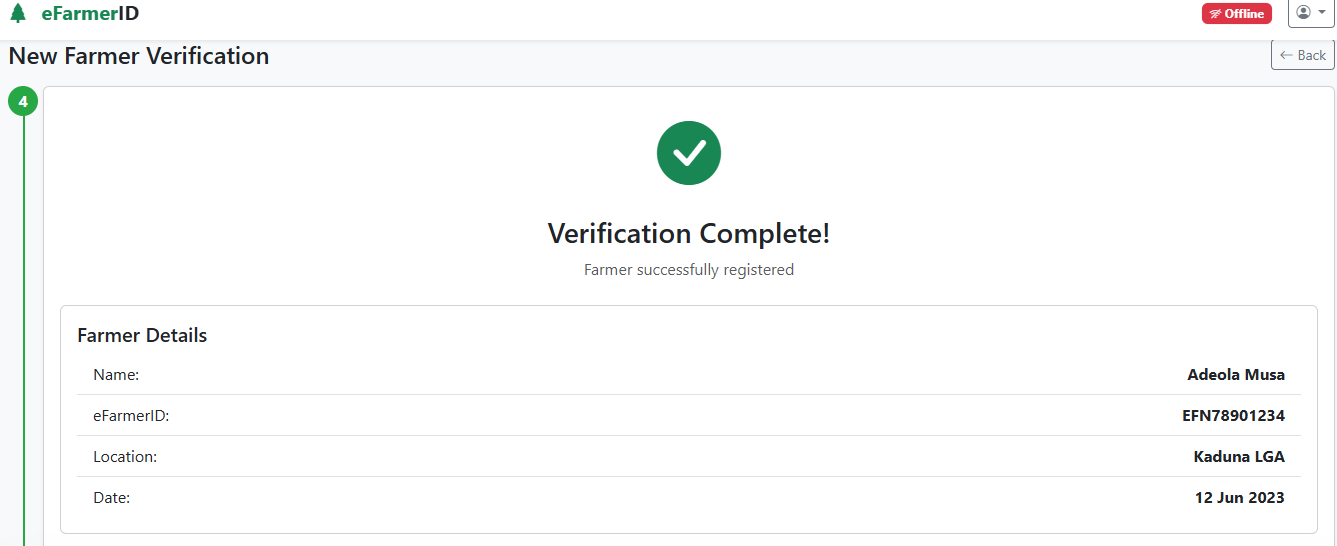 eFarmerID
Offline
New Farmer Verification
← Back
4
Verification Complete!
Farmer successfully registered
Farmer Details
Name: Adeola Musa
eFarmerID: EFN78901234
Location: Kaduna LGA
Date: 12 Jun 2023